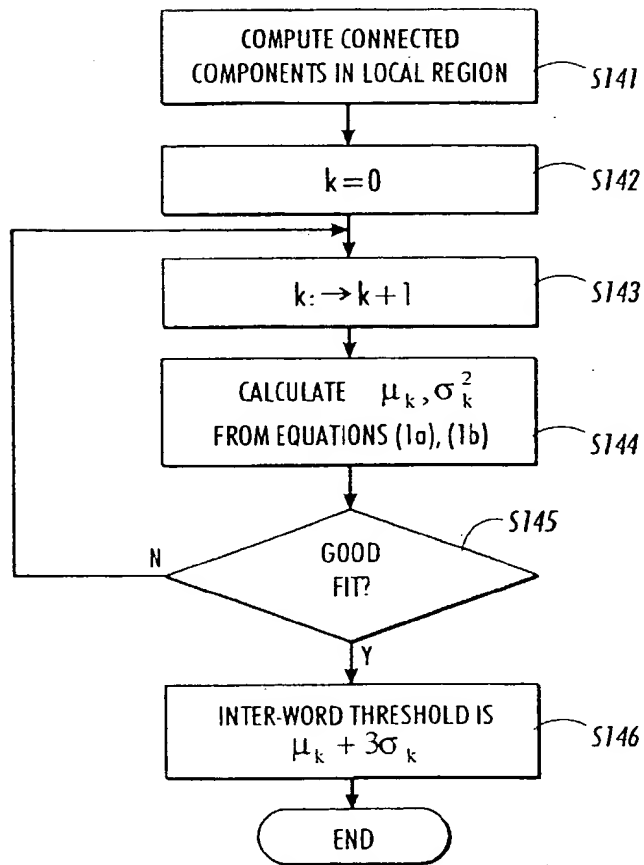 COMPUTE CONNECTED
COMPONENTS IN LOCAL REGION
S141
k=0
S142
k:→k+1
S143
CALCULATE μₖ, σₖ²
FROM EQUATIONS (1a), (1b)
S144
S145
GOOD
FIT?
N
Y
INTER-WORD THRESHOLD IS
μₖ + 3σₖ
S146
END